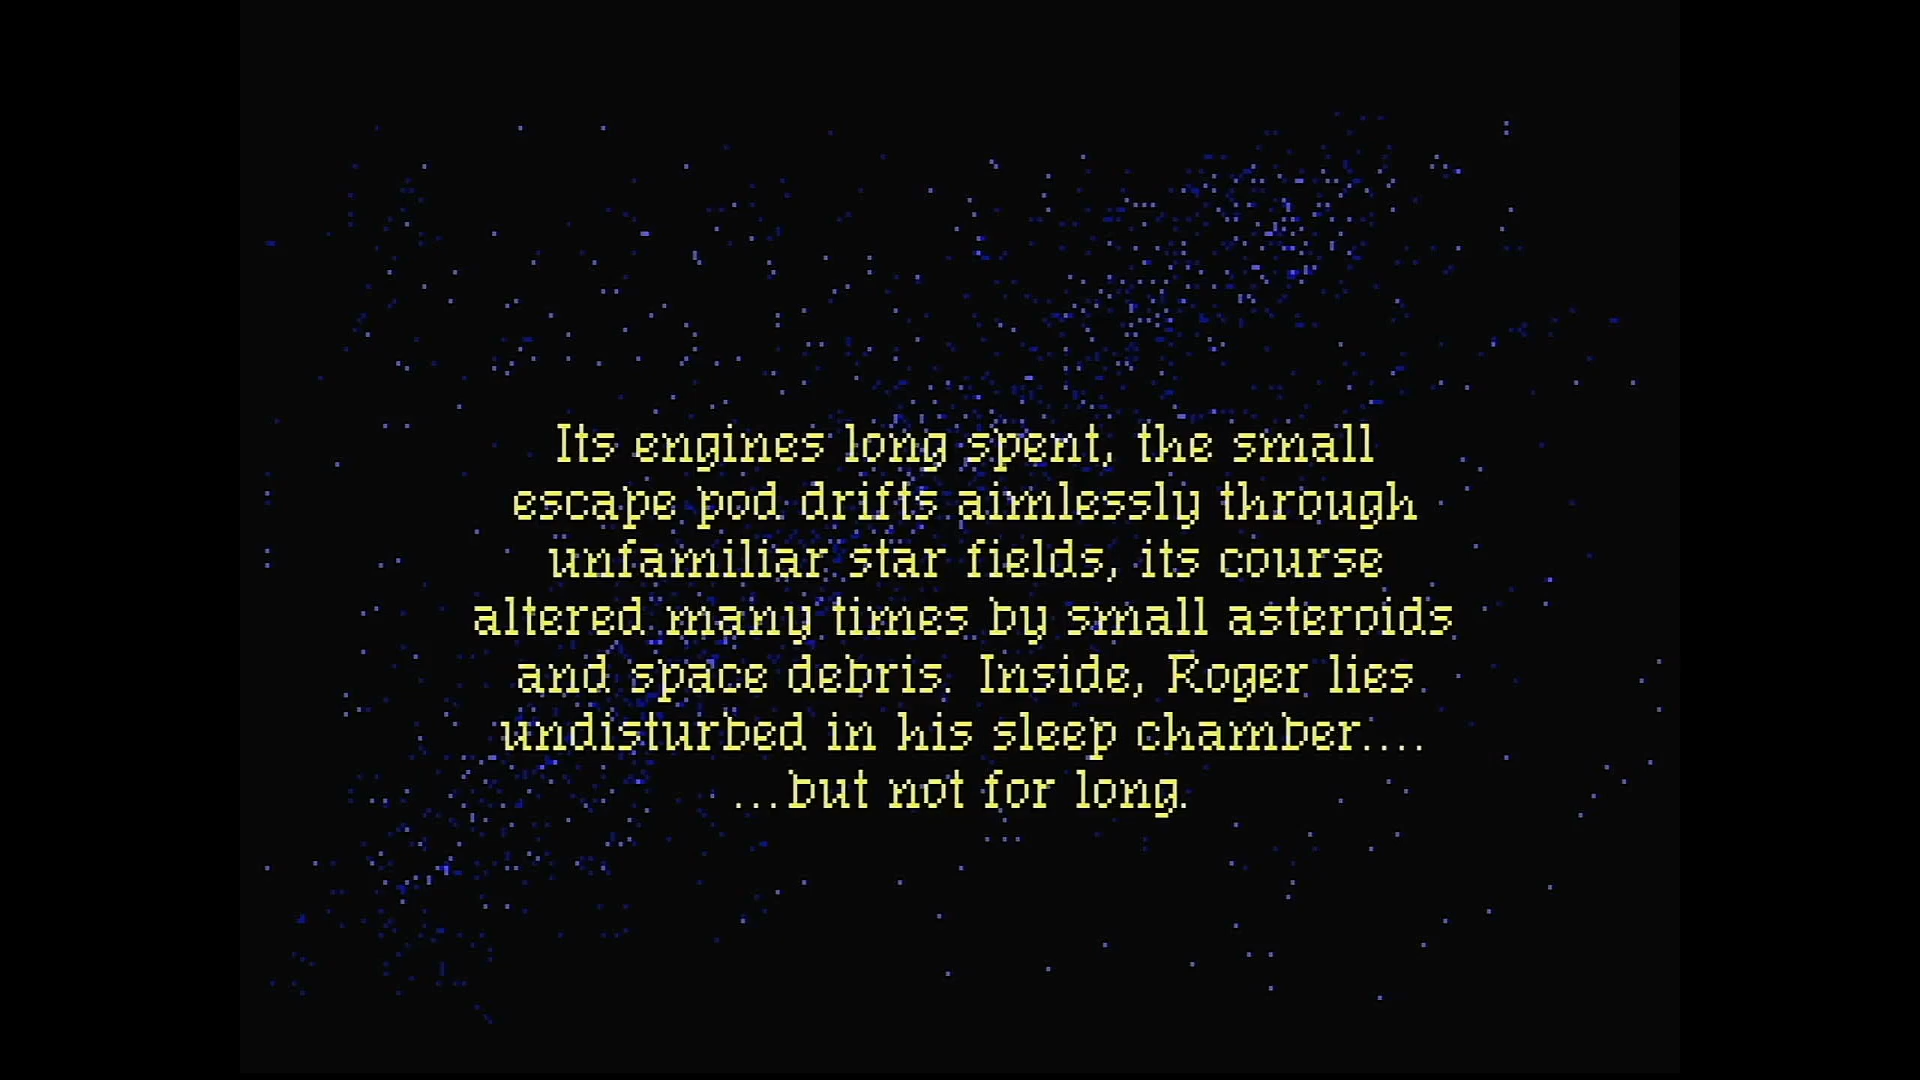 Its engines long spent, the small
escape pod drifts aimlessly through
unfamiliar star fields, its course
altered many times by small asteroids
and space debris. Inside, Roger lies
undisturbed in his sleep chamber....
...but not for long.